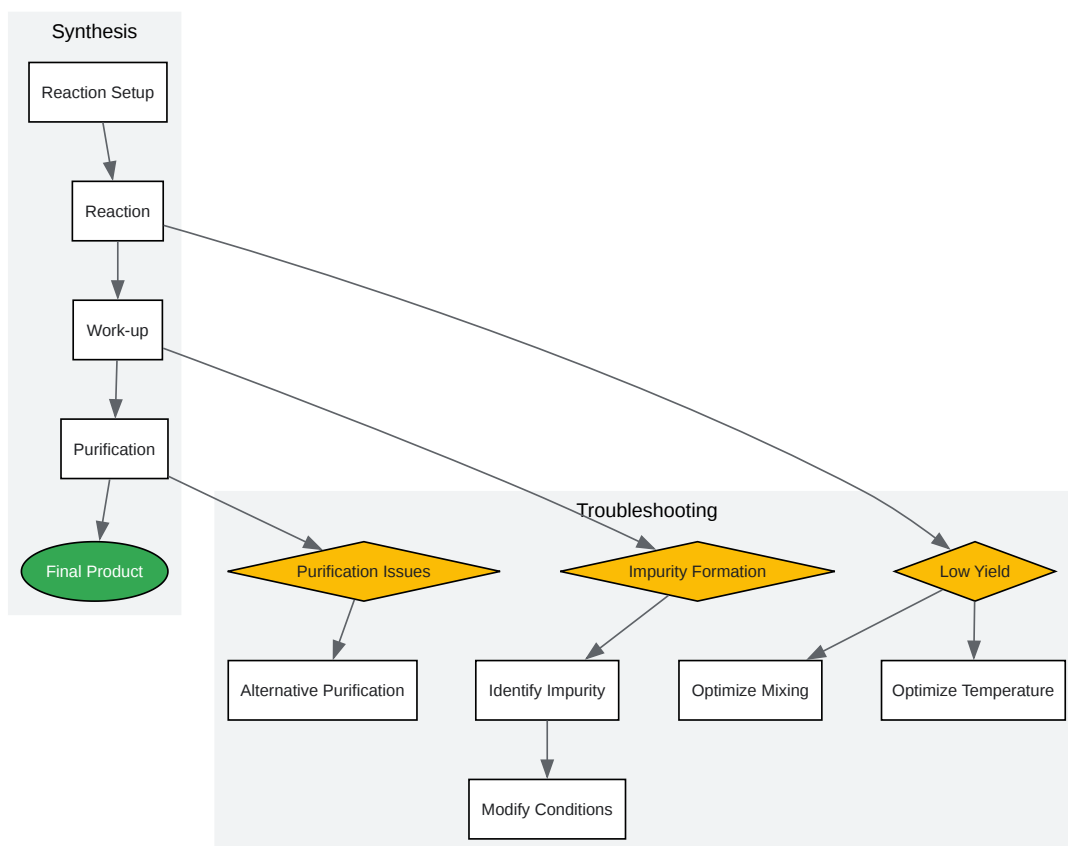 Synthesis
Reaction Setup
Reaction
Work-up
Purification
Final Product
Troubleshooting
Purification Issues
Impurity Formation
Low Yield
Alternative Purification
Identify Impurity
Optimize Mixing
Optimize Temperature
Modify Conditions